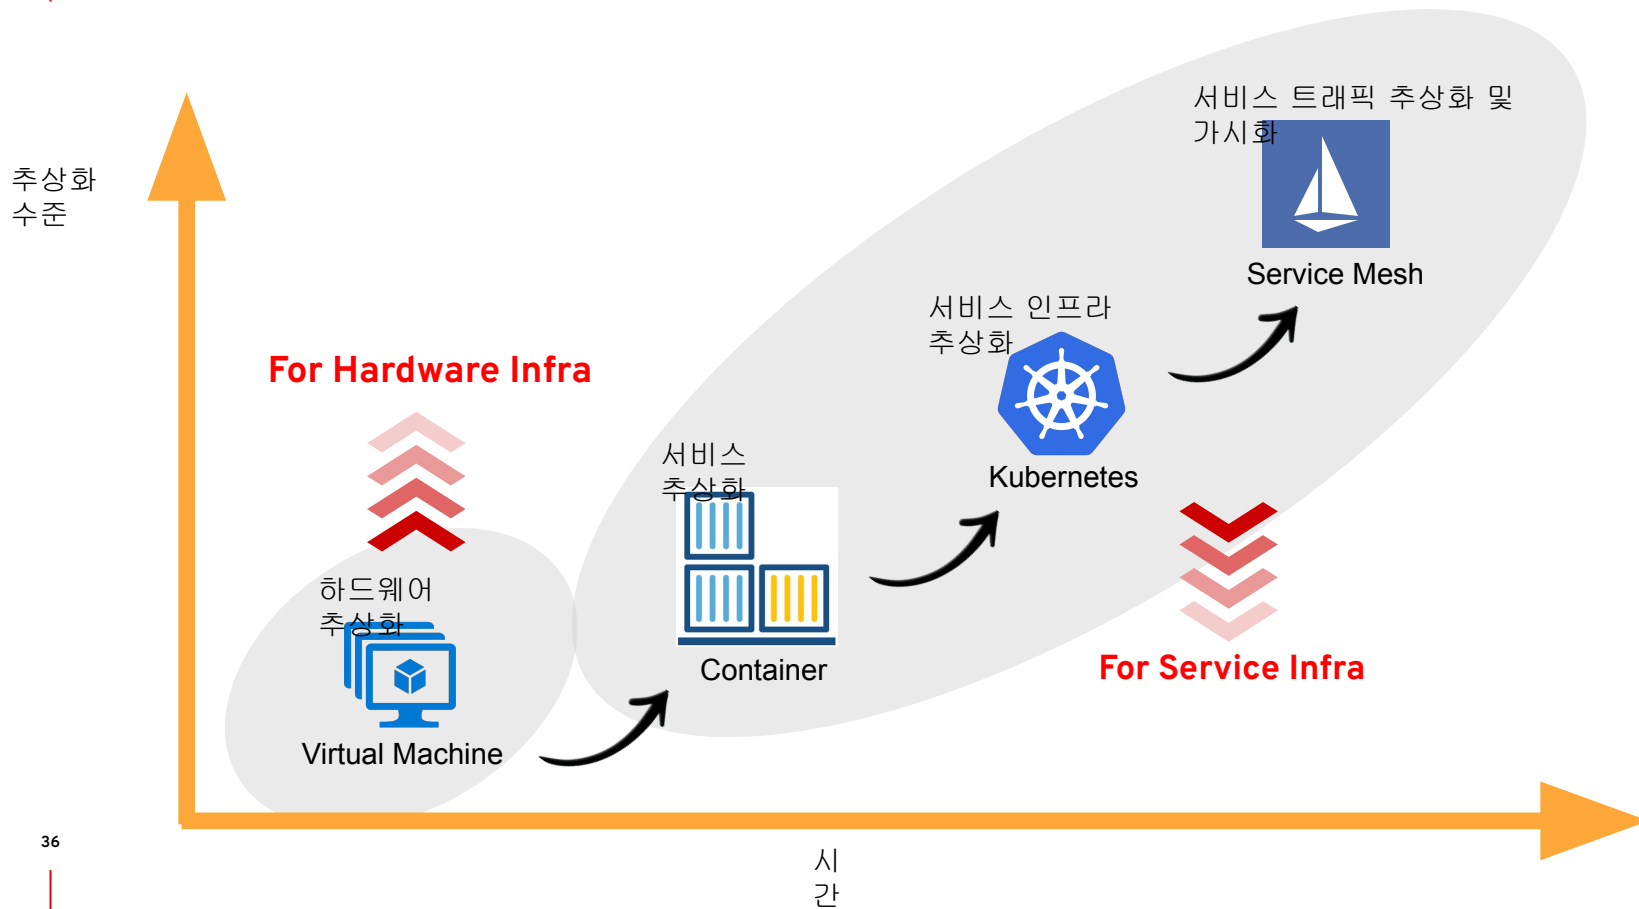 서비스 트래픽 추상화 및
가시화
추상화
수준
Service Mesh
서비스 인프라
추상화
For Hardware Infra
서비스
추상화
Kubernetes
하드웨어
추상화
Container
For Service Infra
Virtual Machine
36
시
간